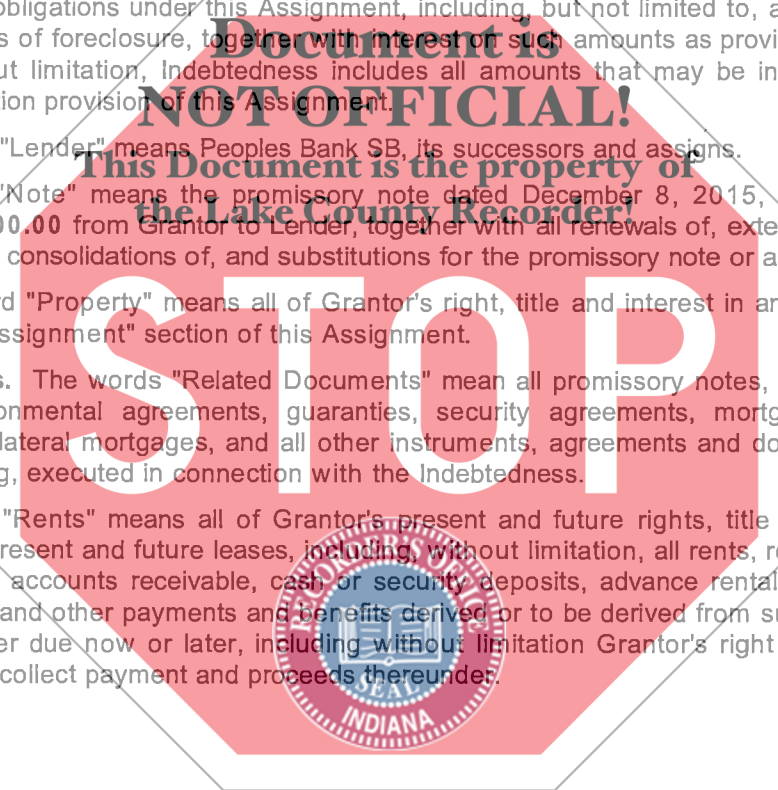 obligations under this Assignment, including, but not limited to, a
s of foreclosure, together with interest on such amounts as provi
ut limitation, Indebtedness includes all amounts that may be in
tion provision of this Assignment.
"Lender" means Peoples Bank SB, its successors and assigns.
"Note" means the promissory note dated December 8, 2015,
00.00 from Grantor to Lender, together with all renewals of, exte
consolidations of, and substitutions for the promissory note or a
rd "Property" means all of Grantor's right, title and interest in an
ssignment" section of this Assignment.
s. The words "Related Documents" mean all promissory notes,
onmental agreements, guaranties, security agreements, mortg
lateral mortgages, and all other instruments, agreements and do
g, executed in connection with the Indebtedness.
"Rents" means all of Grantor's present and future rights, title
resent and future leases, including, without limitation, all rents, r
accounts receivable, cash or security deposits, advance rental
and other payments and benefits derived or to be derived from s
er due now or later, including without limitation Grantor's right
collect payment and proceeds thereunder.
Document is
NOT OFFICIAL!
This Document is the property of
the Lake County Recorder!
STOP
RECORDER'S OFFICE
SEAL
INDIANA